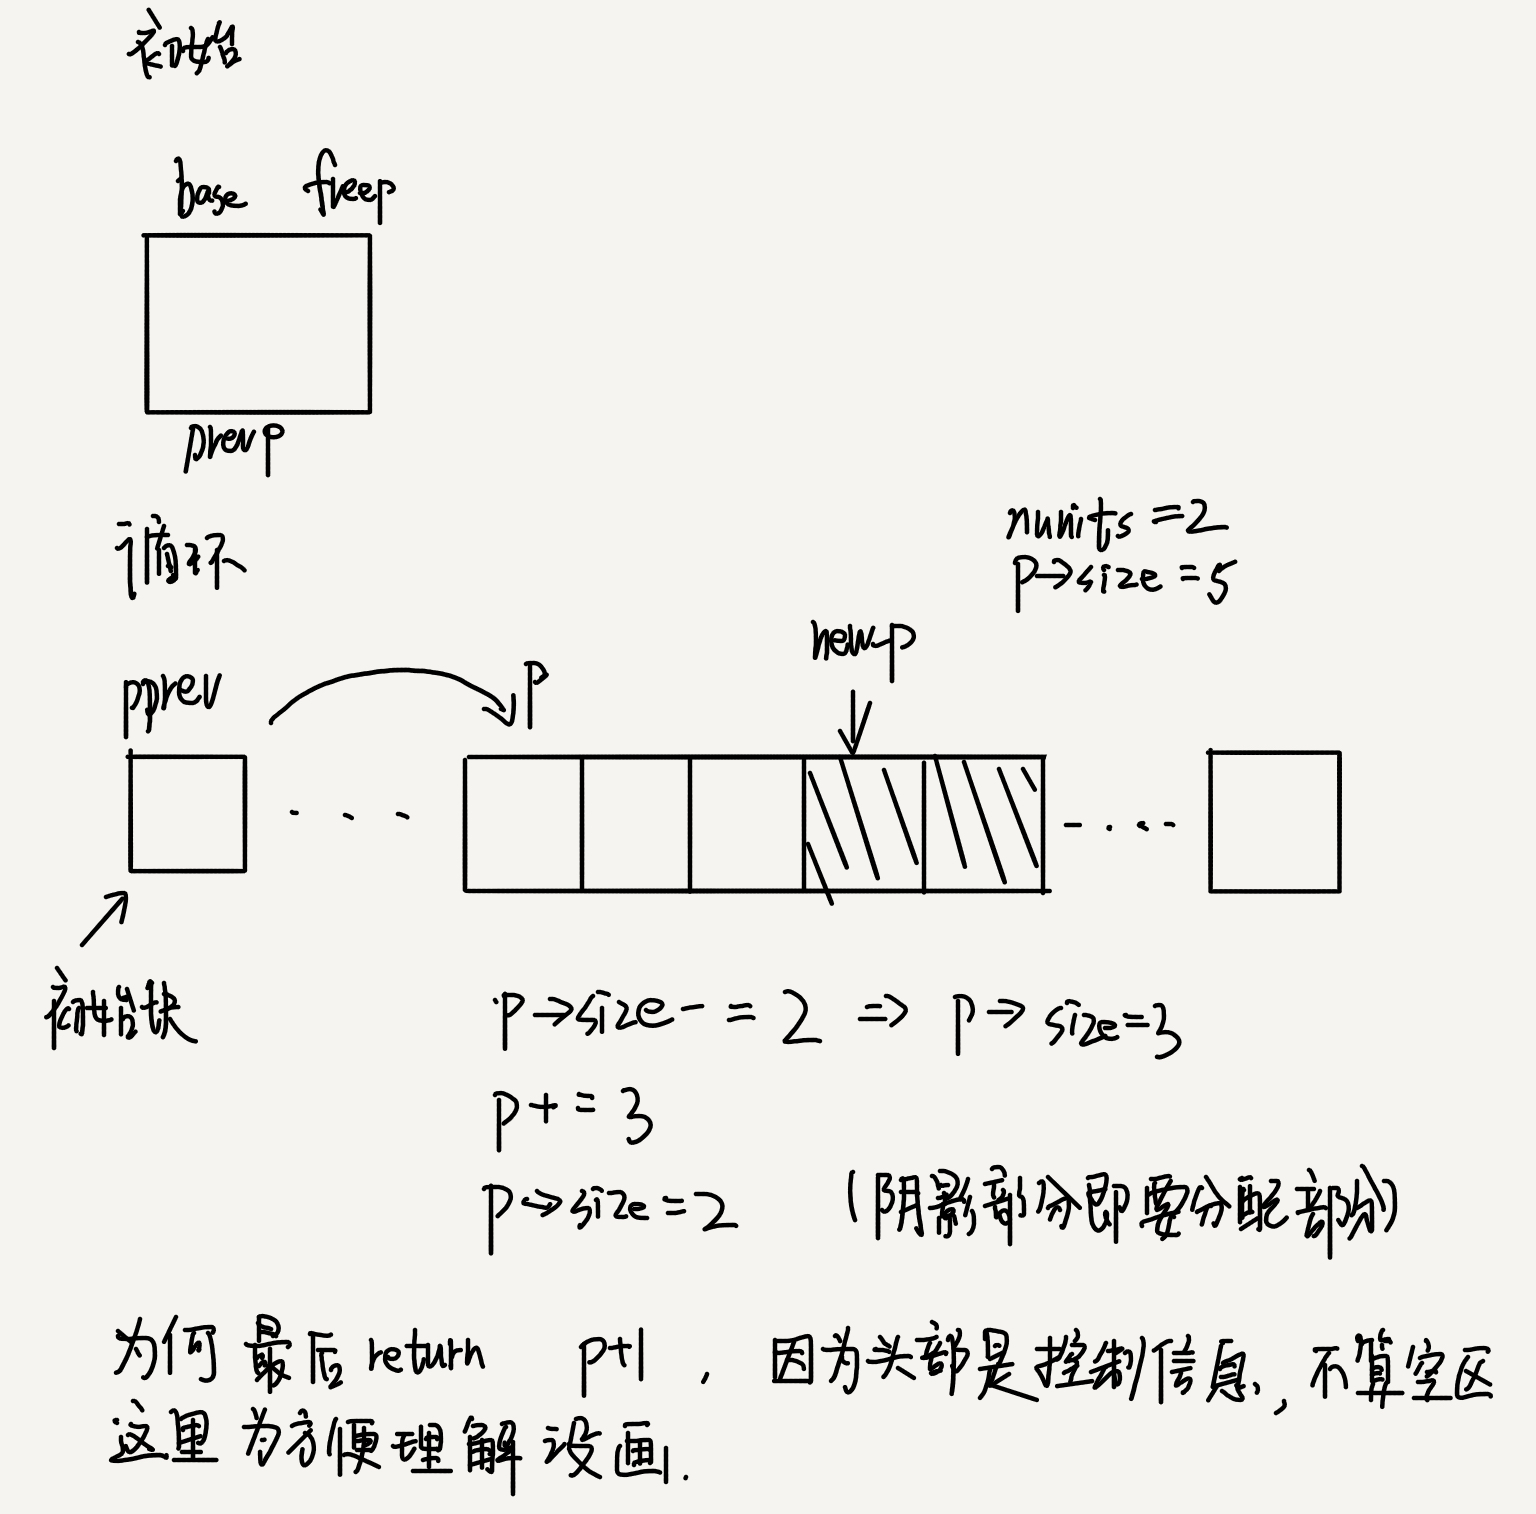 初始
base freep
prevp
循环
nunits =2
p→size =5
newp
pprev
p
初始块
p→size -= 2 => p→ size=3
p+= 3
p→size =2 (阴影部分即要分配部分)
为何最后 return p+1 , 因为头部是控制信息, 不算空区
这里为方便理解没画.